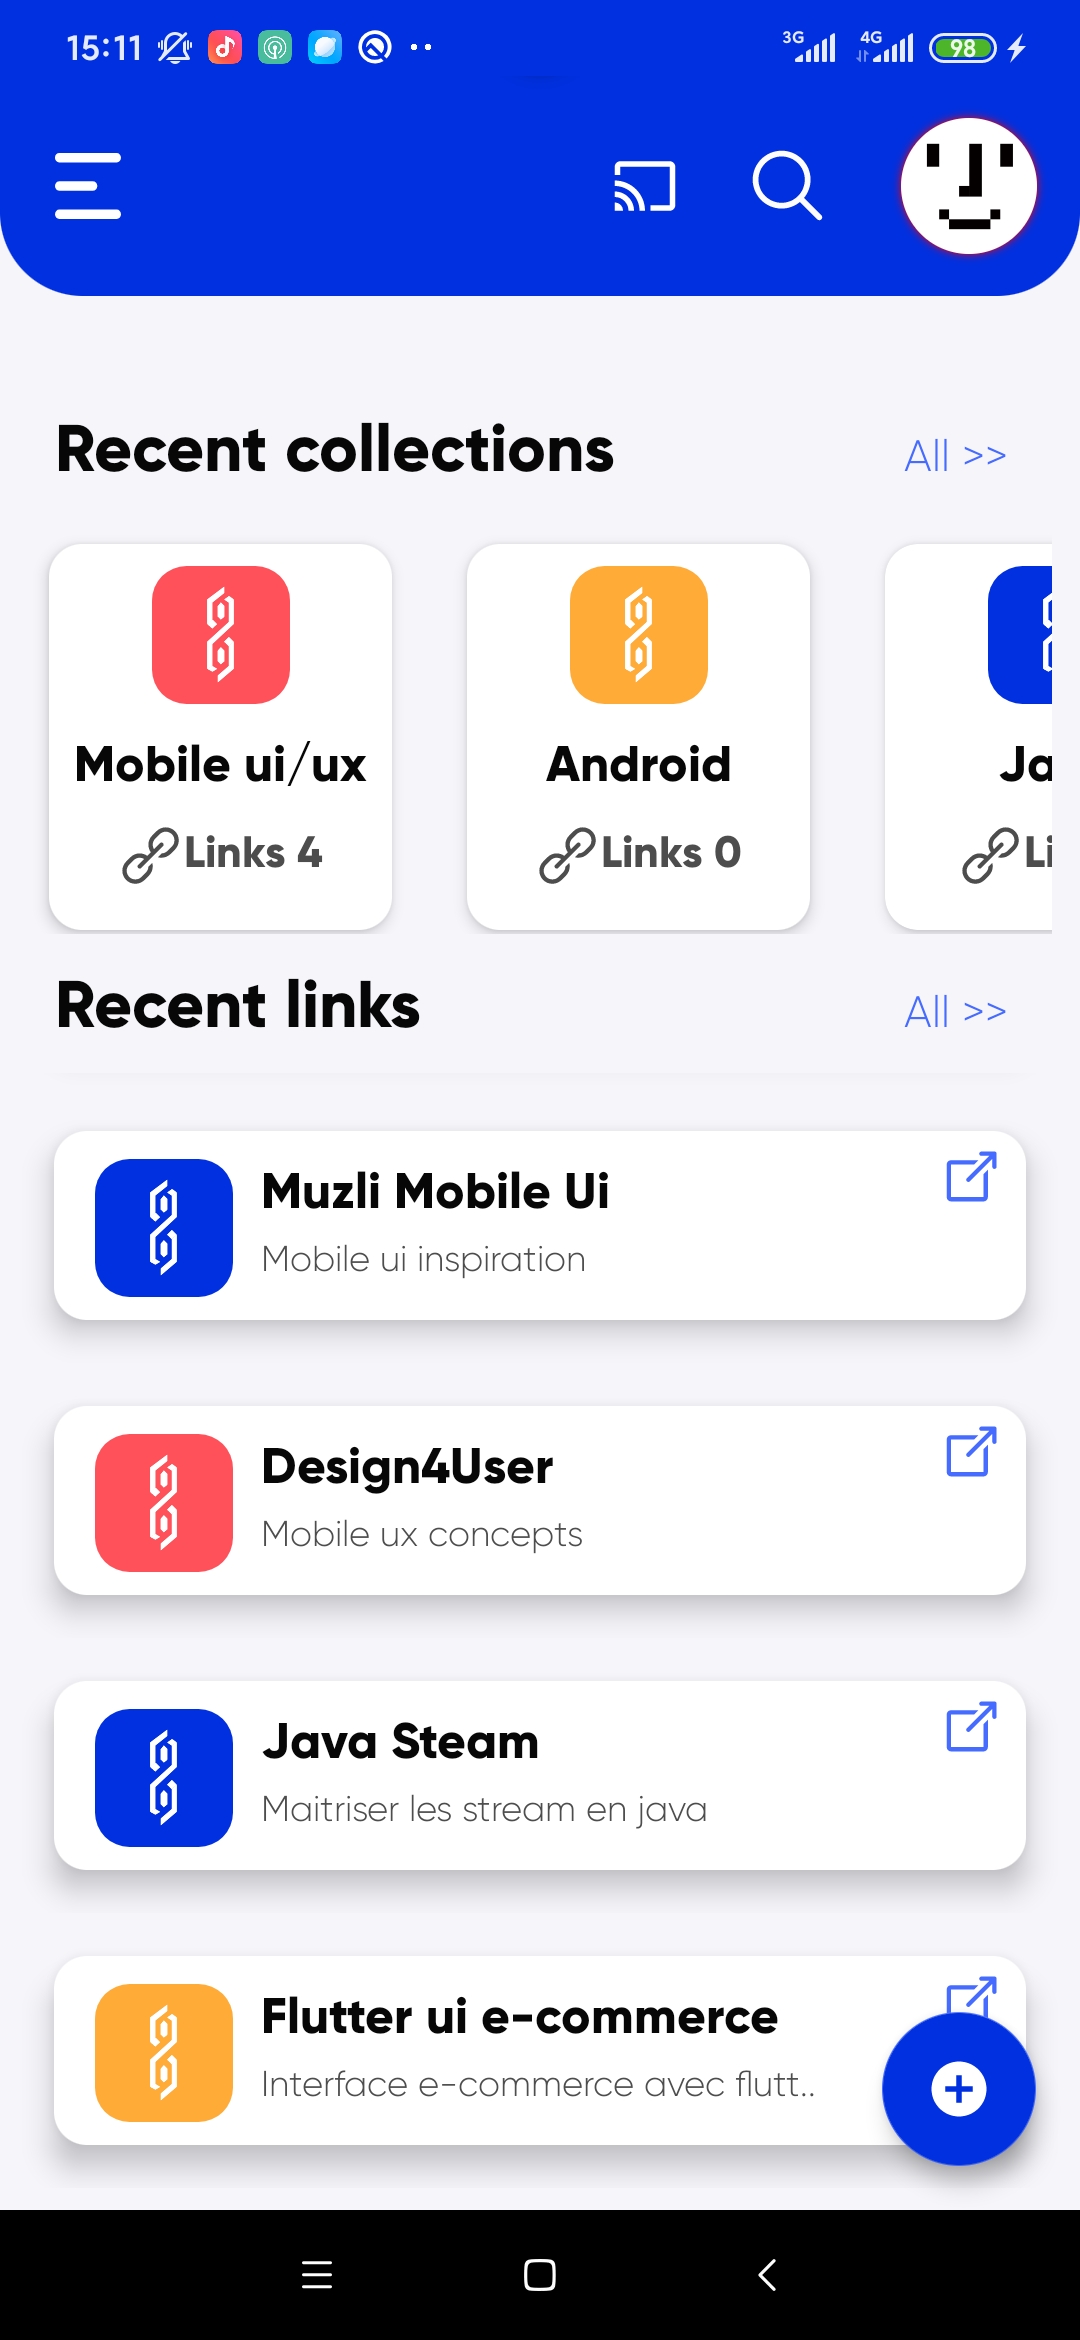 15:11 3G 4G 98
Recent collections All >>
Mobile ui/ux Android Ja
Links 4 Links 0 Li
Recent links All >>
Muzli Mobile Ui
Mobile ui inspiration
Design4User
Mobile ux concepts
Java Steam
Maitriser les stream en java
Flutter ui e-commerce
Interface e-commerce avec flutt..